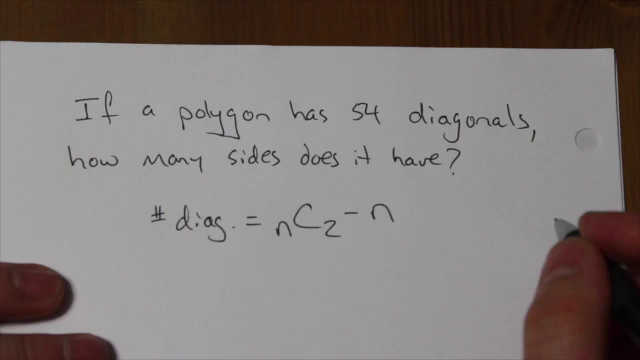 If a polygon has 54 diagonals,
how many sides does it have?
# diag. = ₙC₂ - n